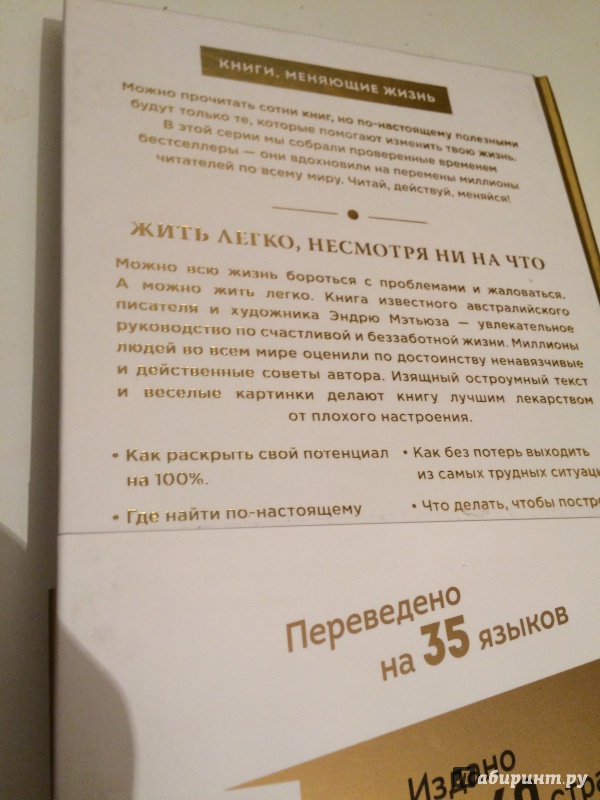 КНИГИ, МЕНЯЮЩИЕ ЖИЗНЬ
Можно прочитать сотни книг, но по-настоящему полезными
будут только те, которые помогают изменить твою жизнь.
В этой серии мы собрали проверенные временем
бестселлеры — они вдохновили на перемены миллионы
читателей по всему миру. Читай, действуй, меняйся!
ЖИТЬ ЛЕГКО, НЕСМОТРЯ НИ НА ЧТО
Можно всю жизнь бороться с проблемами и жаловаться.
А можно жить легко. Книга известного австралийского
писателя и художника Эндрю Мэтьюза — увлекательное
руководство по счастливой и беззаботной жизни. Миллионы
людей во всем мире оценили по достоинству ненавязчивые
и действенные советы автора. Изящный остроумный текст
и веселые картинки делают книгу лучшим лекарством
от плохого настроения.
• Как раскрыть свой потенциал
на 100%.
• Где найти по-настоящему
• Как без потерь выходить
из самых трудных ситуаци
• Что делать, чтобы постро
Переведено
на 35 языков
Издано
Лабиринт.ру